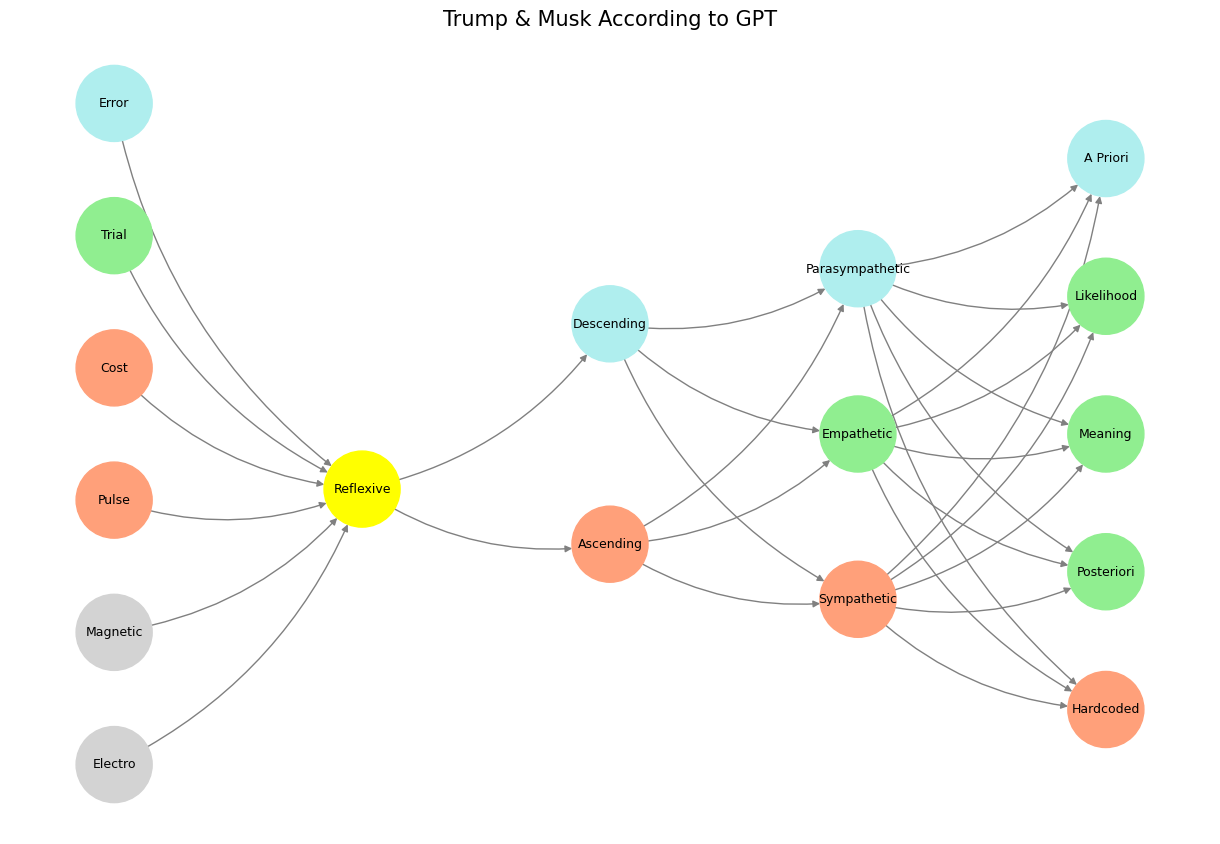 Trump & Musk According to GPT
Error
Trial
Cost
Pulse
Magnetic
Electro
Reflexive
Descending
Ascending
Parasympathetic
Empathetic
Sympathetic
A Priori
Likelihood
Meaning
Posteriori
Hardcoded